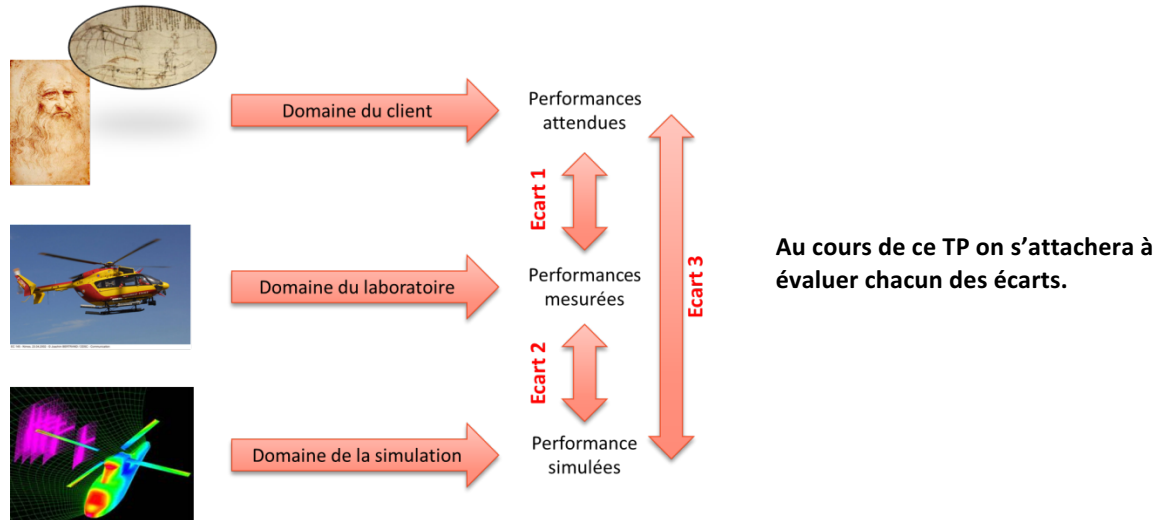 Domaine du client
Performances
attendues
Ecart 1
Domaine du laboratoire
Performances
mesurées
Ecart 3
Au cours de ce TP on s'attachera à
évaluer chacun des écarts.
Ecart 2
Domaine de la simulation
Performance
simulées